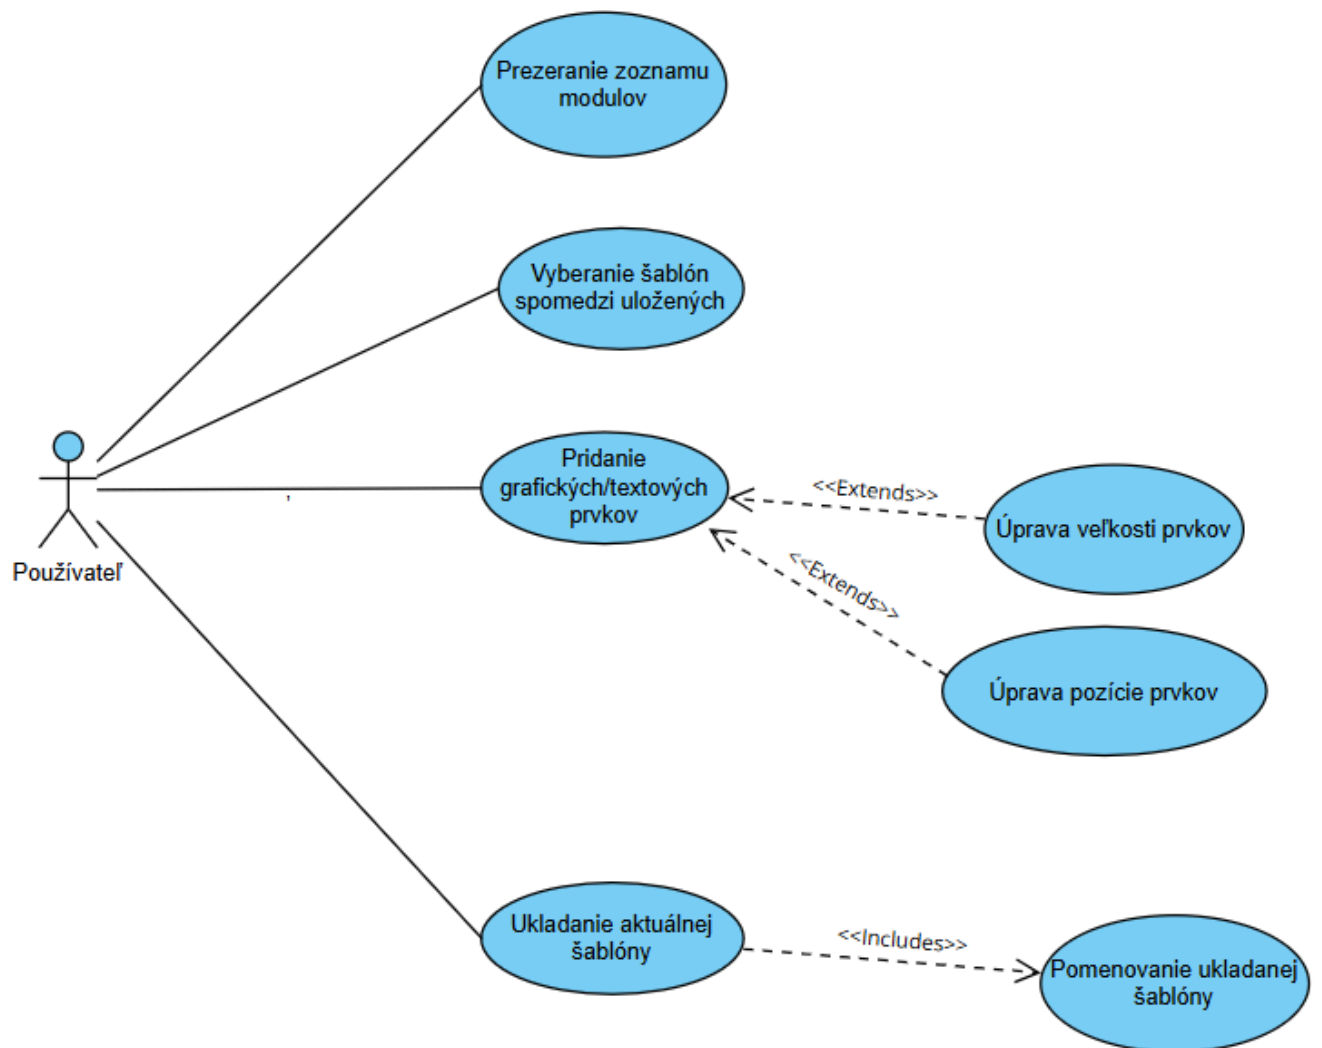 Prezeranie zoznamu
modulov
Vyberanie šablón
spomedzi uložených
Pridanie
grafických/textových
prvkov
,
<<Extends>>
Úprava veľkosti prvkov
<<Extends>>
Používateľ
Úprava pozície prvkov
Ukladanie aktuálnej
šablóny
<<Includes>>
Pomenovanie ukladanej
šablóny